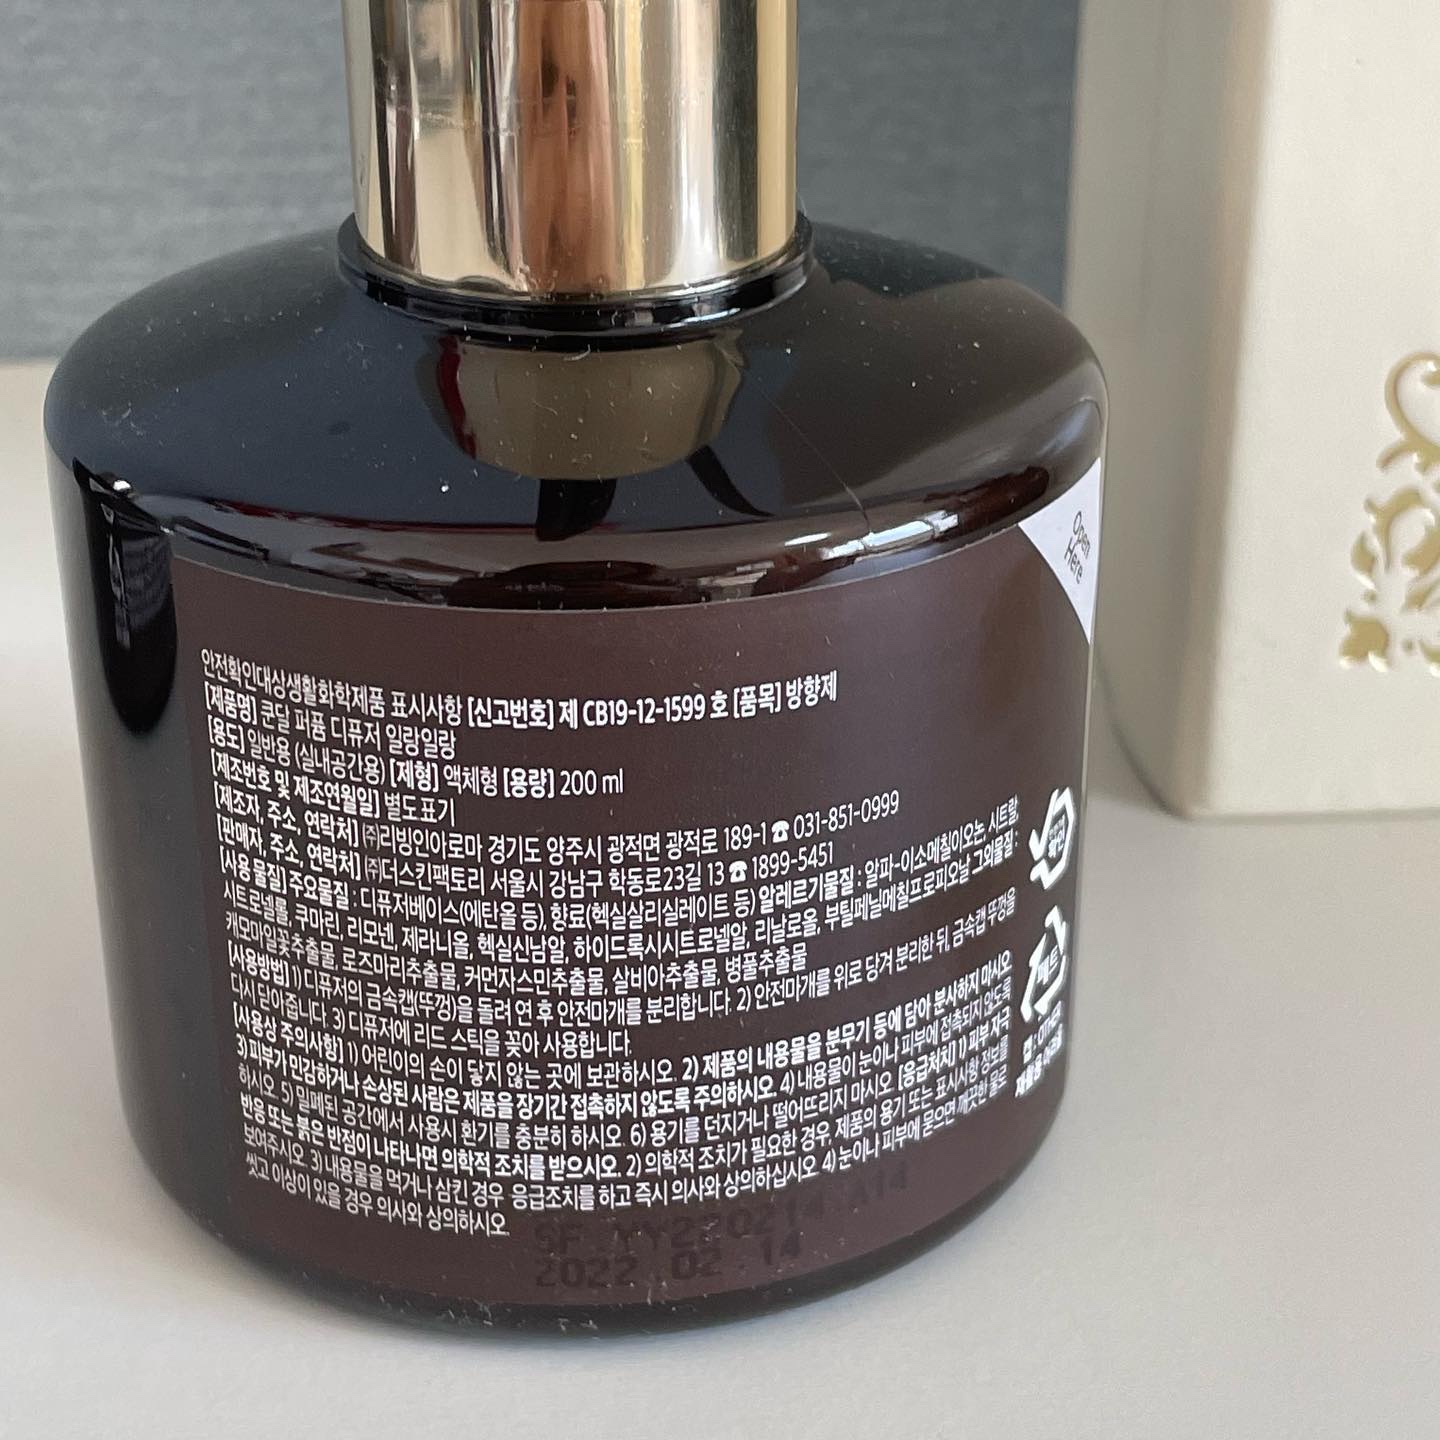 Open
Here
안전확인대상생활화학제품 표시사항 [신고번호] 제 CB19-12-1599 호 [품목] 방향제
[제품명] 쿤달 퍼퓸 디퓨저 일랑일랑
[용도] 일반용 (실내공간용) [제형] 액체형 [용량] 200 ml
[제조번호 및 제조연월일] 별도표기
[제조자, 주소, 연락처] ㈜리빙인아로마 경기도 양주시 광적면 광적로 189-1 ☎ 031-851-0999
[판매자, 주소, 연락처] ㈜더스킨팩토리 서울시 강남구 학동로23길 13 ☎ 1899-5451
[사용물질] 주요물질 : 디퓨저베이스(에탄올 등), 향료(헥실살리실레이트 등) 알레르기물질 : 알파-이소메칠이오논, 시트랄,
시트로넬롤, 쿠마린, 리모넨, 제라니올, 헥실신남알, 하이드록시시트로넬알, 리날로올, 부틸페닐메칠프로피오날 그외물질 :
캐모마일꽃추출물, 로즈마리추출물, 커먼자스민추출물, 살비아추출물, 병풀추출물
[사용방법] 1) 디퓨저의 금속캡(뚜껑)을 돌려 연 후 안전마개를 분리합니다. 2) 안전마개를 위로 당겨 분리한 뒤, 금속캡 뚜껑을
다시 닫아줍니다. 3) 디퓨저에 리드 스틱을 꽂아 사용합니다.
[사용상 주의사항] 1) 어린이의 손이 닿지 않는 곳에 보관하시오. 2) 제품의 내용물을 분무기 등에 담아 분사하지 마시오.
3) 피부가 민감하거나 손상된 사람은 제품을 장기간 접촉하지 않도록 주의하시오. 4) 내용물이 눈이나 피부에 접촉되지 않도록
하시오. 5) 밀폐된 공간에서 사용시 환기를 충분히 하시오. 6) 용기를 던지거나 떨어뜨리지 마시오. [응급처치] 1) 피부 자극
반응 또는 붉은 반점이 나타나면 의학적 조치를 받으시오. 2) 의학적 조치가 필요한 경우, 제품의 용기 또는 표시사항 정보를
보여주시오. 3) 내용물을 먹거나 삼킨 경우 응급조치를 하고 즉시 의사와 상의하십시오. 4) 눈이나 피부에 묻으면 깨끗한 물로
씻고 이상이 있을 경우 의사와 상의하시오.
페트
캡 : OTHER
SF YY220214 A14
2022 . 02 . 14